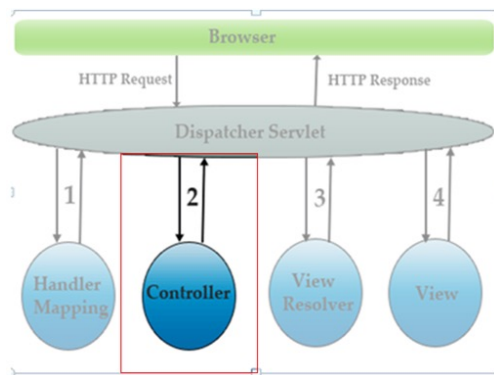 Browser
HTTP Request
HTTP Response
Dispatcher Servlet
1
2
3
4
Handler
Mapping
Controller
View
Resolver
View